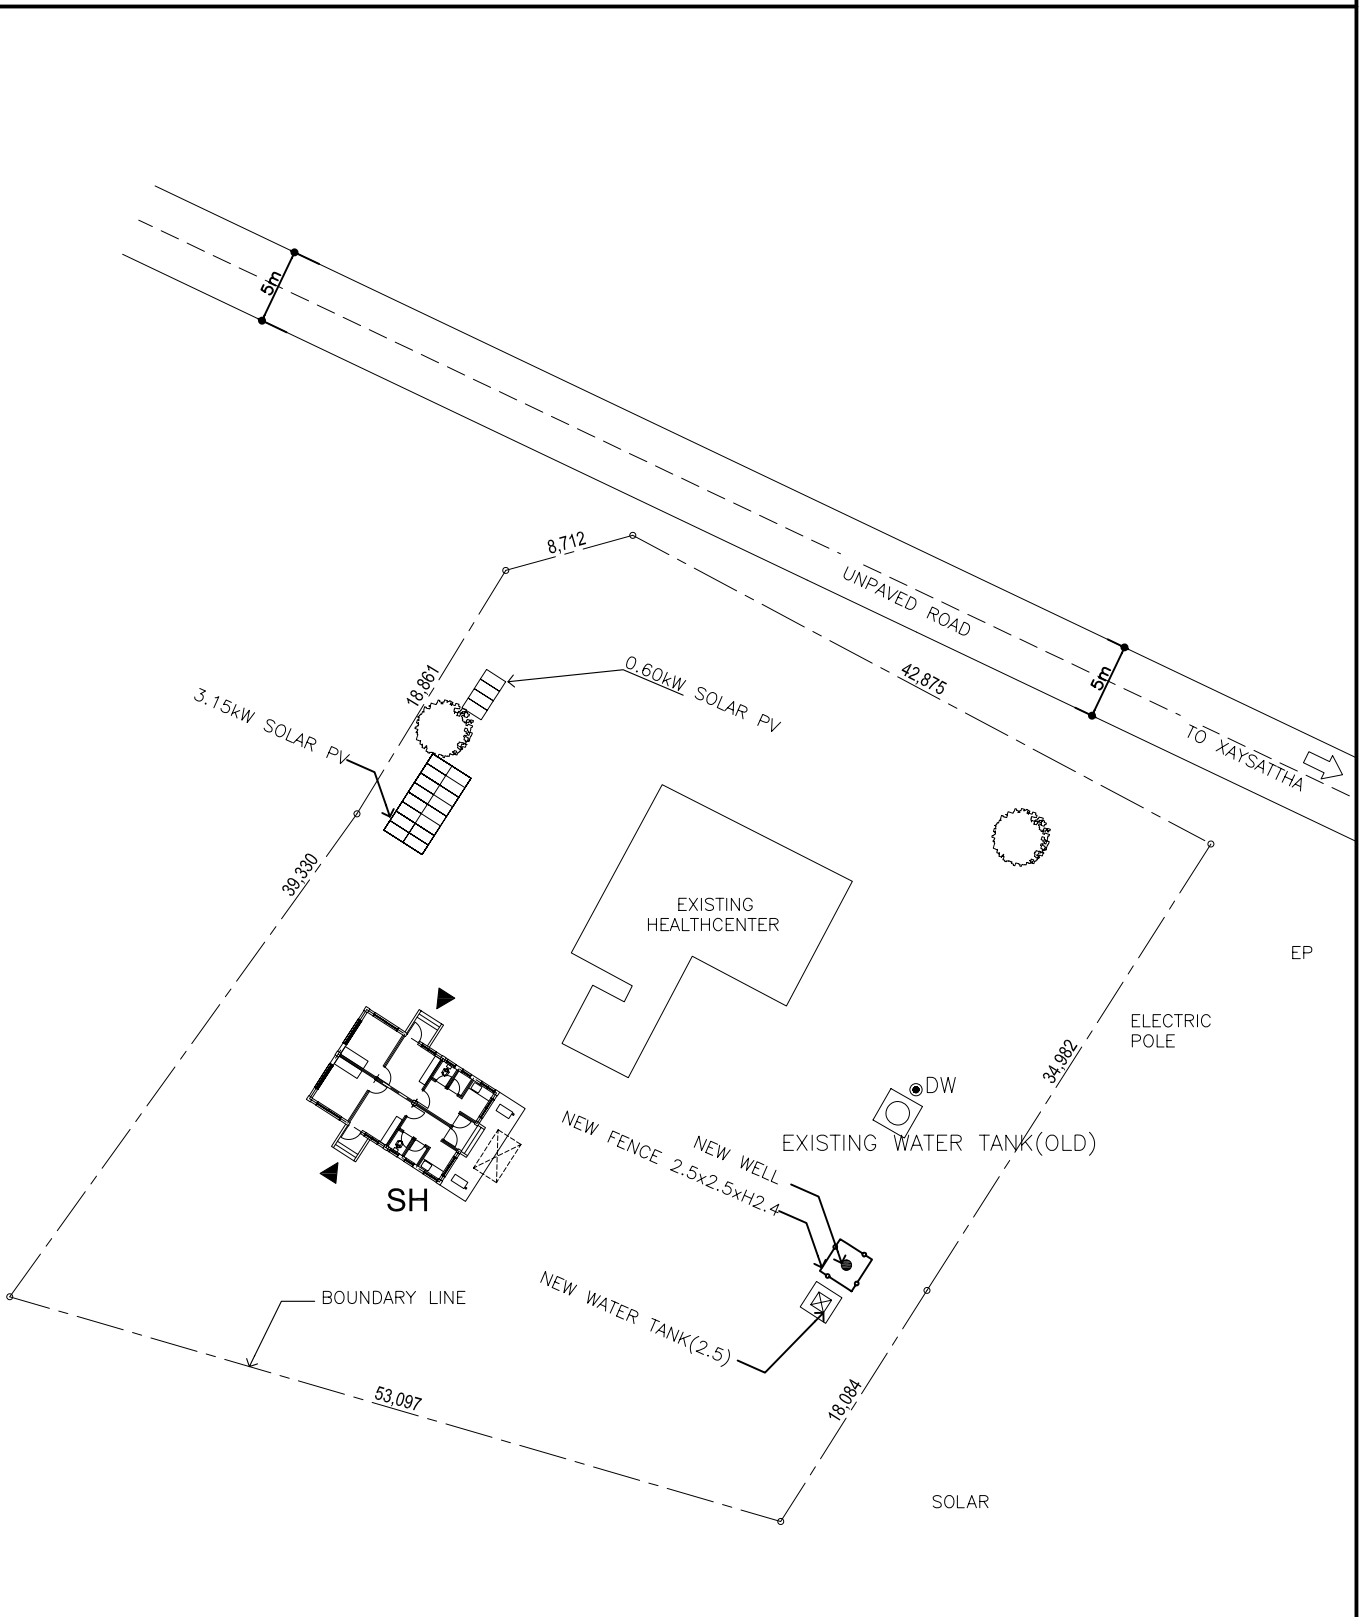 5m
8,712
UNPAVED ROAD
0.60kW SOLAR PV
42,875
5m
18,861
3.15kW SOLAR PV
TO XAYSATTHA
39,330
EXISTING
HEALTHCENTER
EP
ELECTRIC
POLE
34,982
DW
NEW FENCE 2.5x2.5xH2.4
NEW WELL
EXISTING WATER TANK(OLD)
SH
NEW WATER TANK(2.5)
BOUNDARY LINE
53,097
18,084
SOLAR